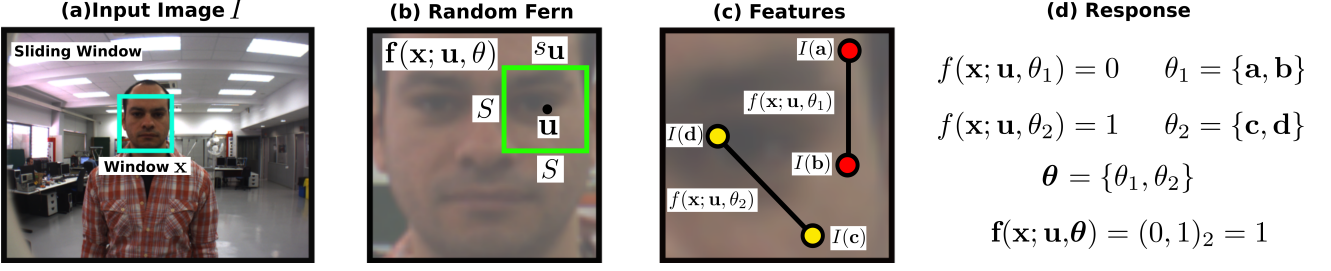 (a)Input Image I
Sliding Window
Window x
(b) Random Fern
f(x; u, θ)
su
S
u
S
(c) Features
I(a)
f(x; u, θ₁)
I(d)
I(b)
f(x; u, θ₂)
I(c)
(d) Response
f(x; u, θ₁) = 0 θ₁ = {a, b}
f(x; u, θ₂) = 1 θ₂ = {c, d}
θ = {θ₁, θ₂}
f(x; u,θ) = (0, 1)₂ = 1